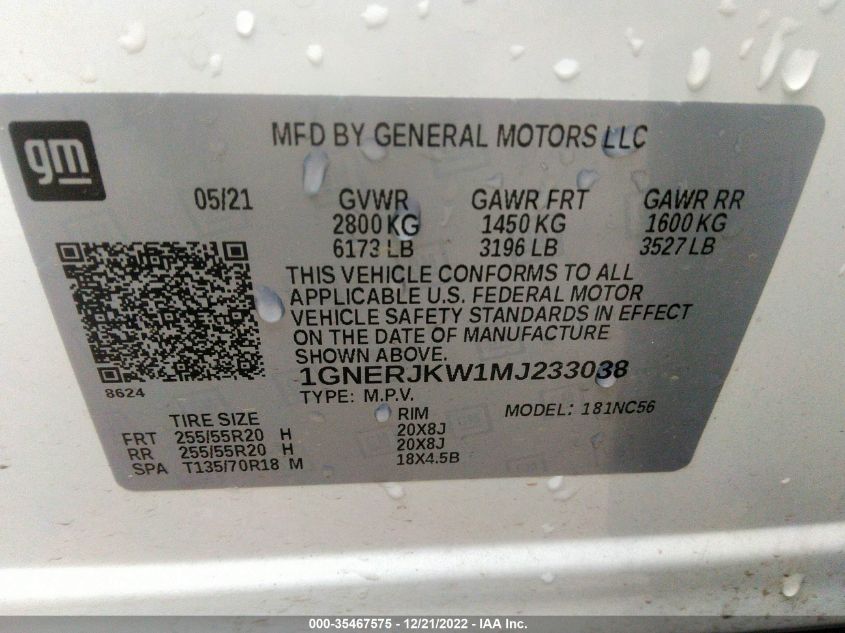 gm
MFD BY GENERAL MOTORS LLC
05/21 GVWR GAWR FRT GAWR RR
2800 KG 1450 KG 1600 KG
6173 LB 3196 LB 3527 LB
THIS VEHICLE CONFORMS TO ALL
APPLICABLE U.S. FEDERAL MOTOR
VEHICLE SAFETY STANDARDS IN EFFECT
ON THE DATE OF MANUFACTURE
SHOWN ABOVE.
1GNERJKW1MJ233038
8624
TYPE: M.P.V. MODEL: 181NC56
TIRE SIZE RIM
FRT 255/55R20 H 20X8J
RR 255/55R20 H 20X8J
SPA T135/70R18 M 18X4.5B
000-35467575 - 12/21/2022 - IAA Inc.